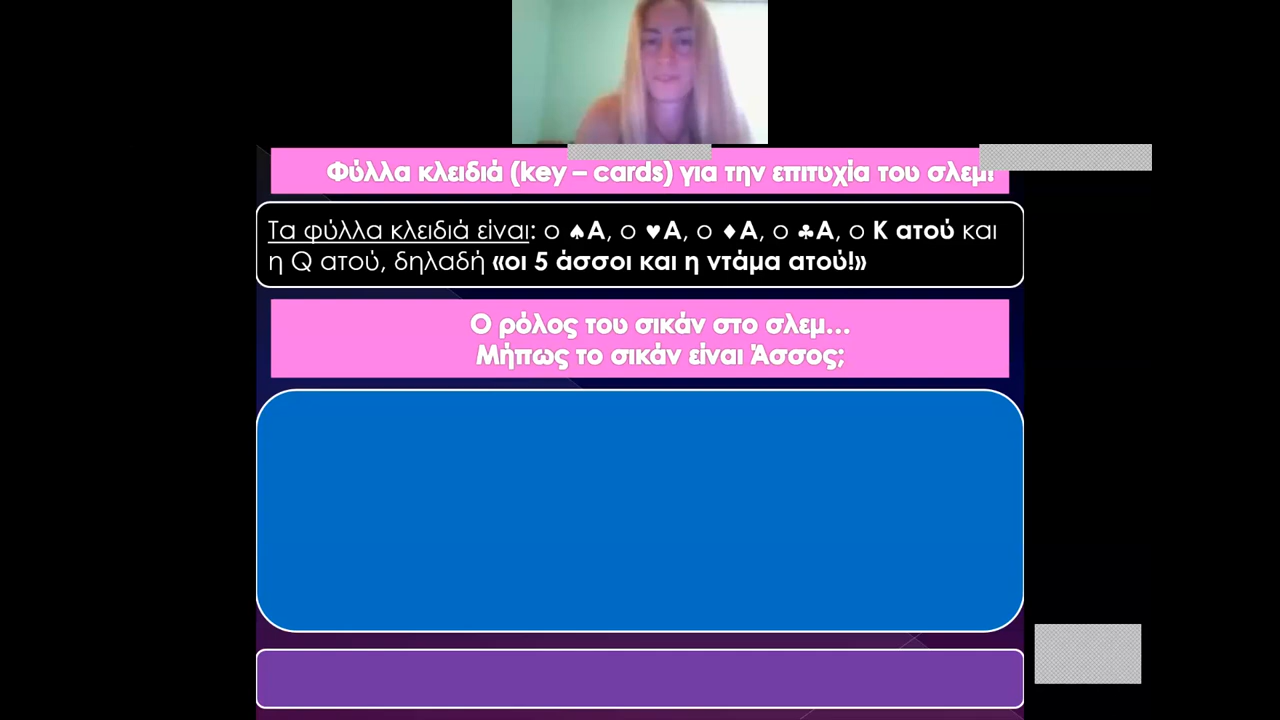 Φύλλα κλειδιά (key – cards) για την επιτυχία του σλεμ!
Τα φύλλα κλειδιά είναι: ο ♠Α, ο ♥Α, ο ♦Α, ο ♣Α, ο Κ ατού και
η Q ατού, δηλαδή «οι 5 άσσοι και η ντάμα ατού!»
Ο ρόλος του σικάν στο σλεμ…
Μήπως το σικάν είναι Άσσος;